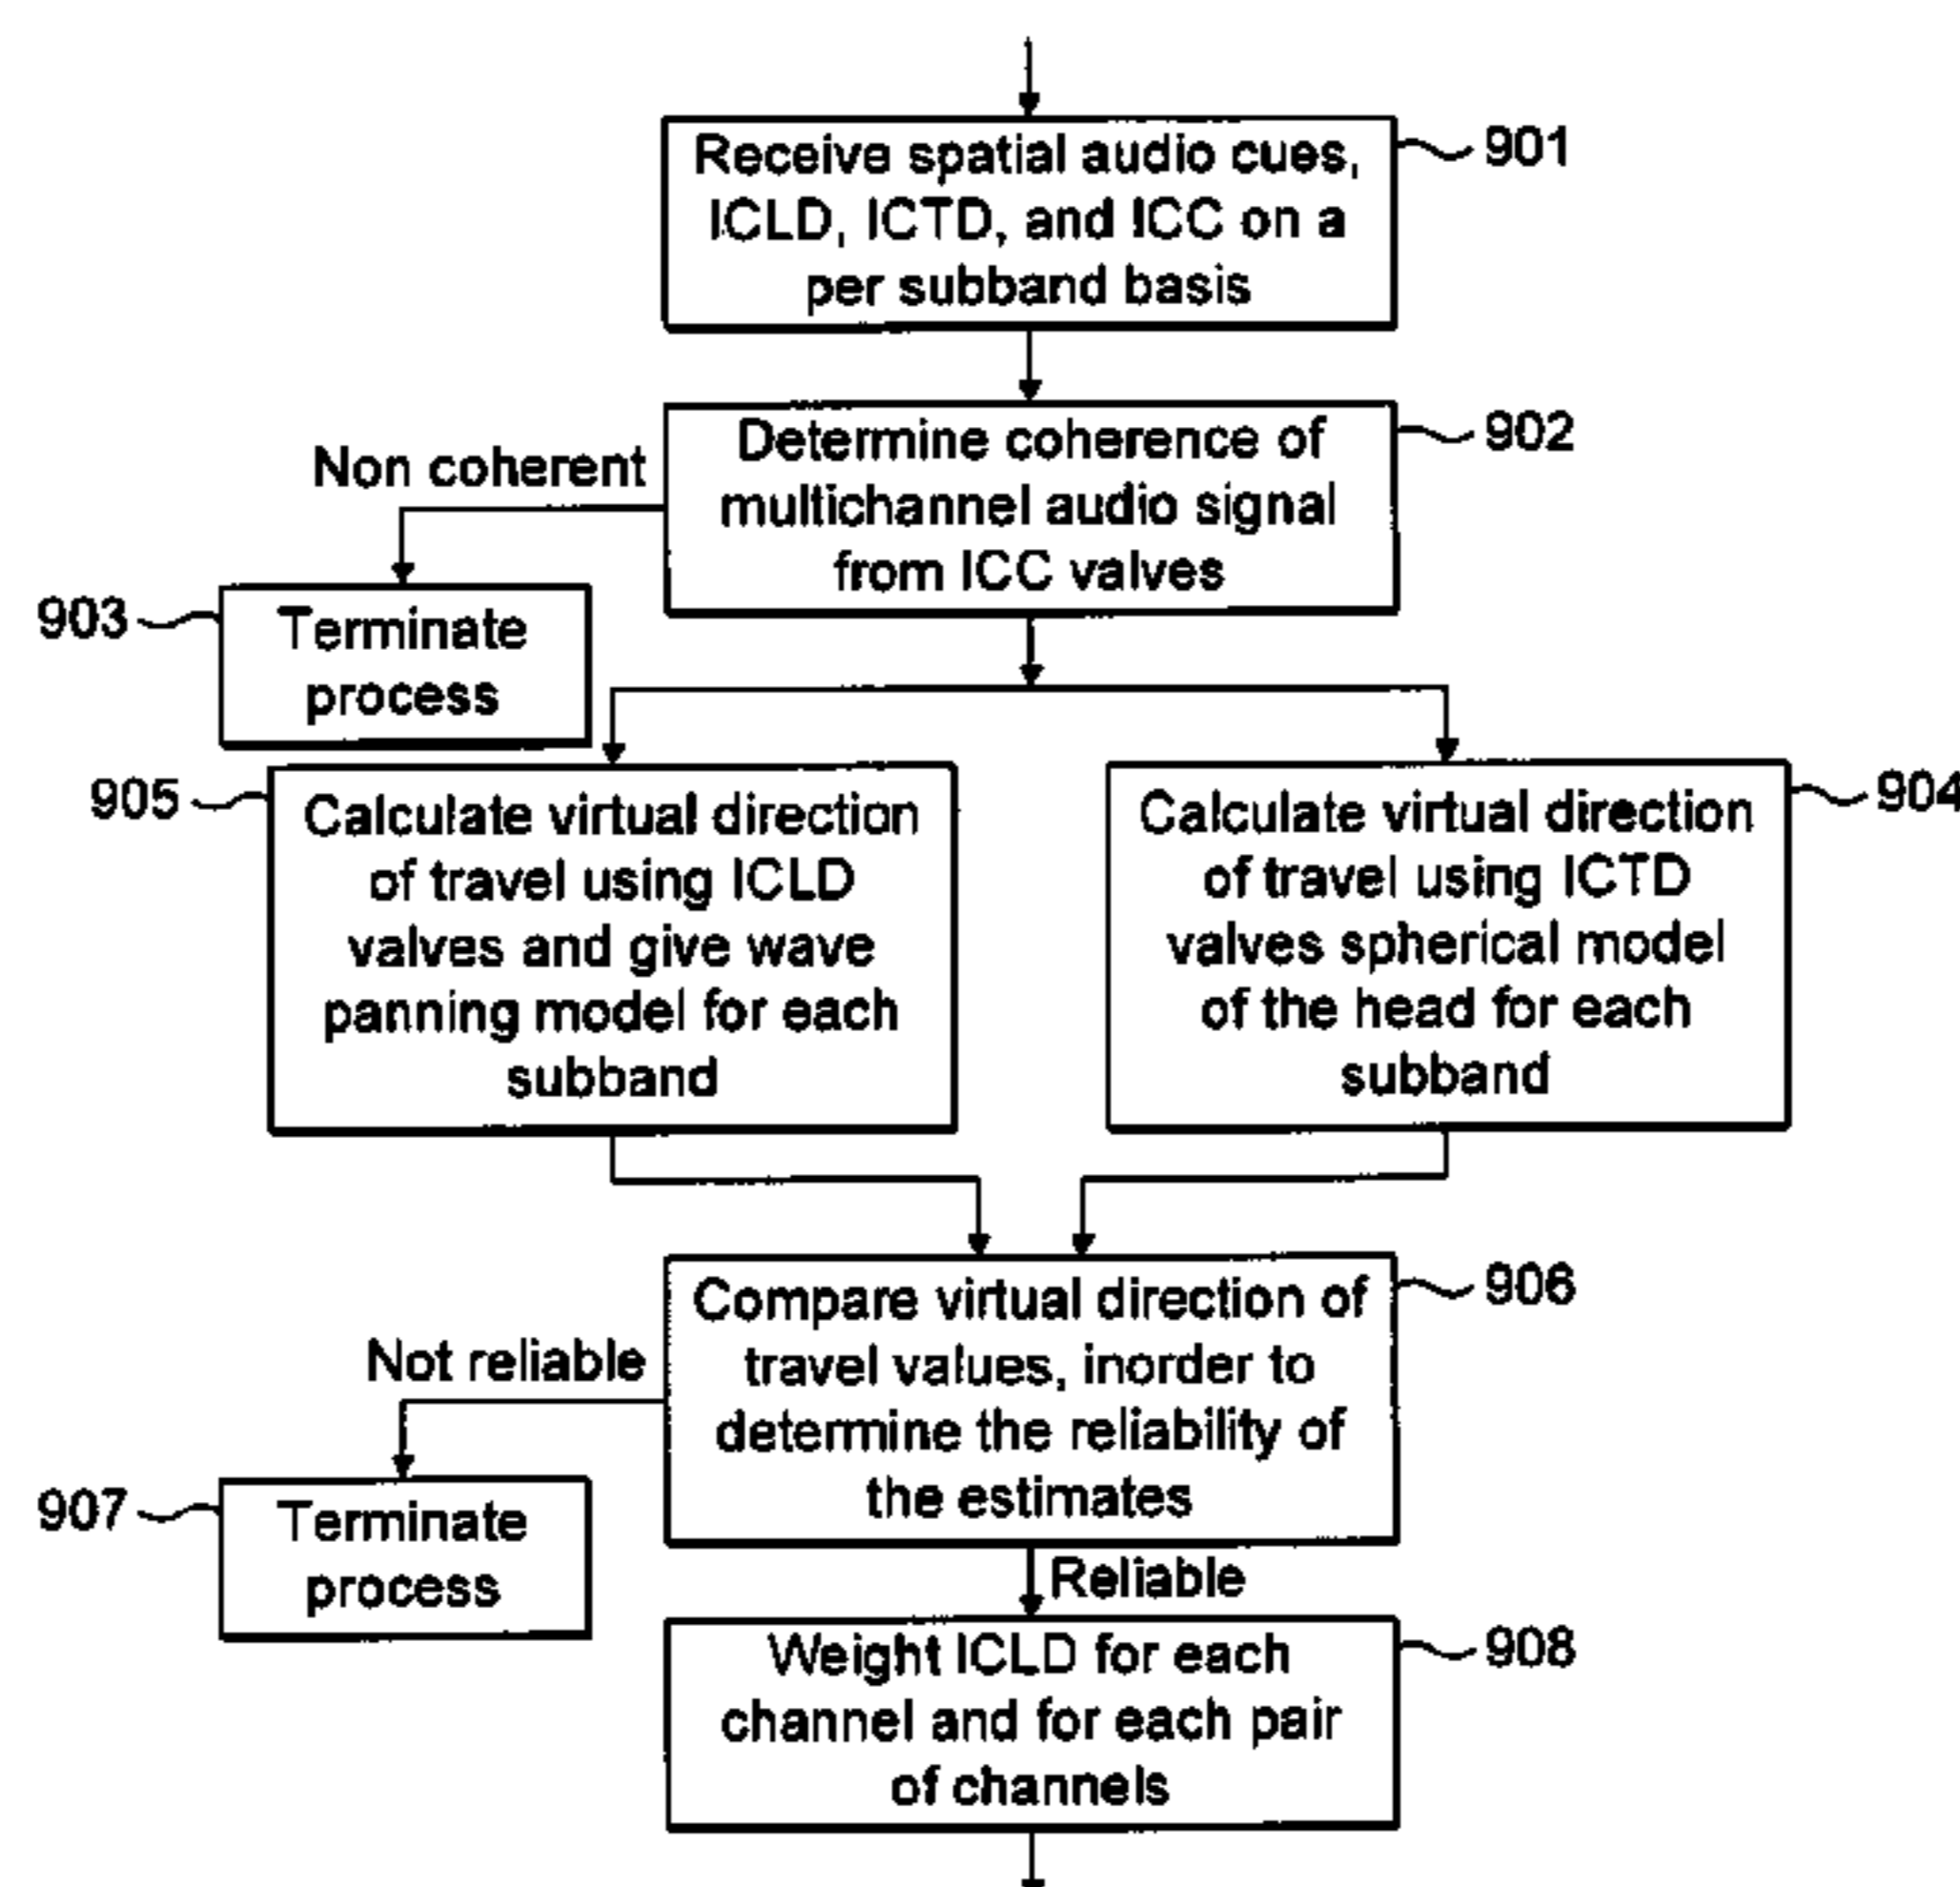 Receive spatial audio cues,
ICLD, ICTD, and ICC on a
per subband basis
901
Determine coherence of
multichannel audio signal
from ICC valves
902
Non coherent
903
Terminate
process
905
Calculate virtual direction
of travel using ICLD
valves and give wave
panning model for each
subband
Calculate virtual direction
of travel using ICTD
valves spherical model
of the head for each
subband
904
Compare virtual direction of
travel values, inorder to
determine the reliability of
the estimates
906
Not reliable
907
Terminate
process
Reliable
Weight ICLD for each
channel and for each pair
of channels
908